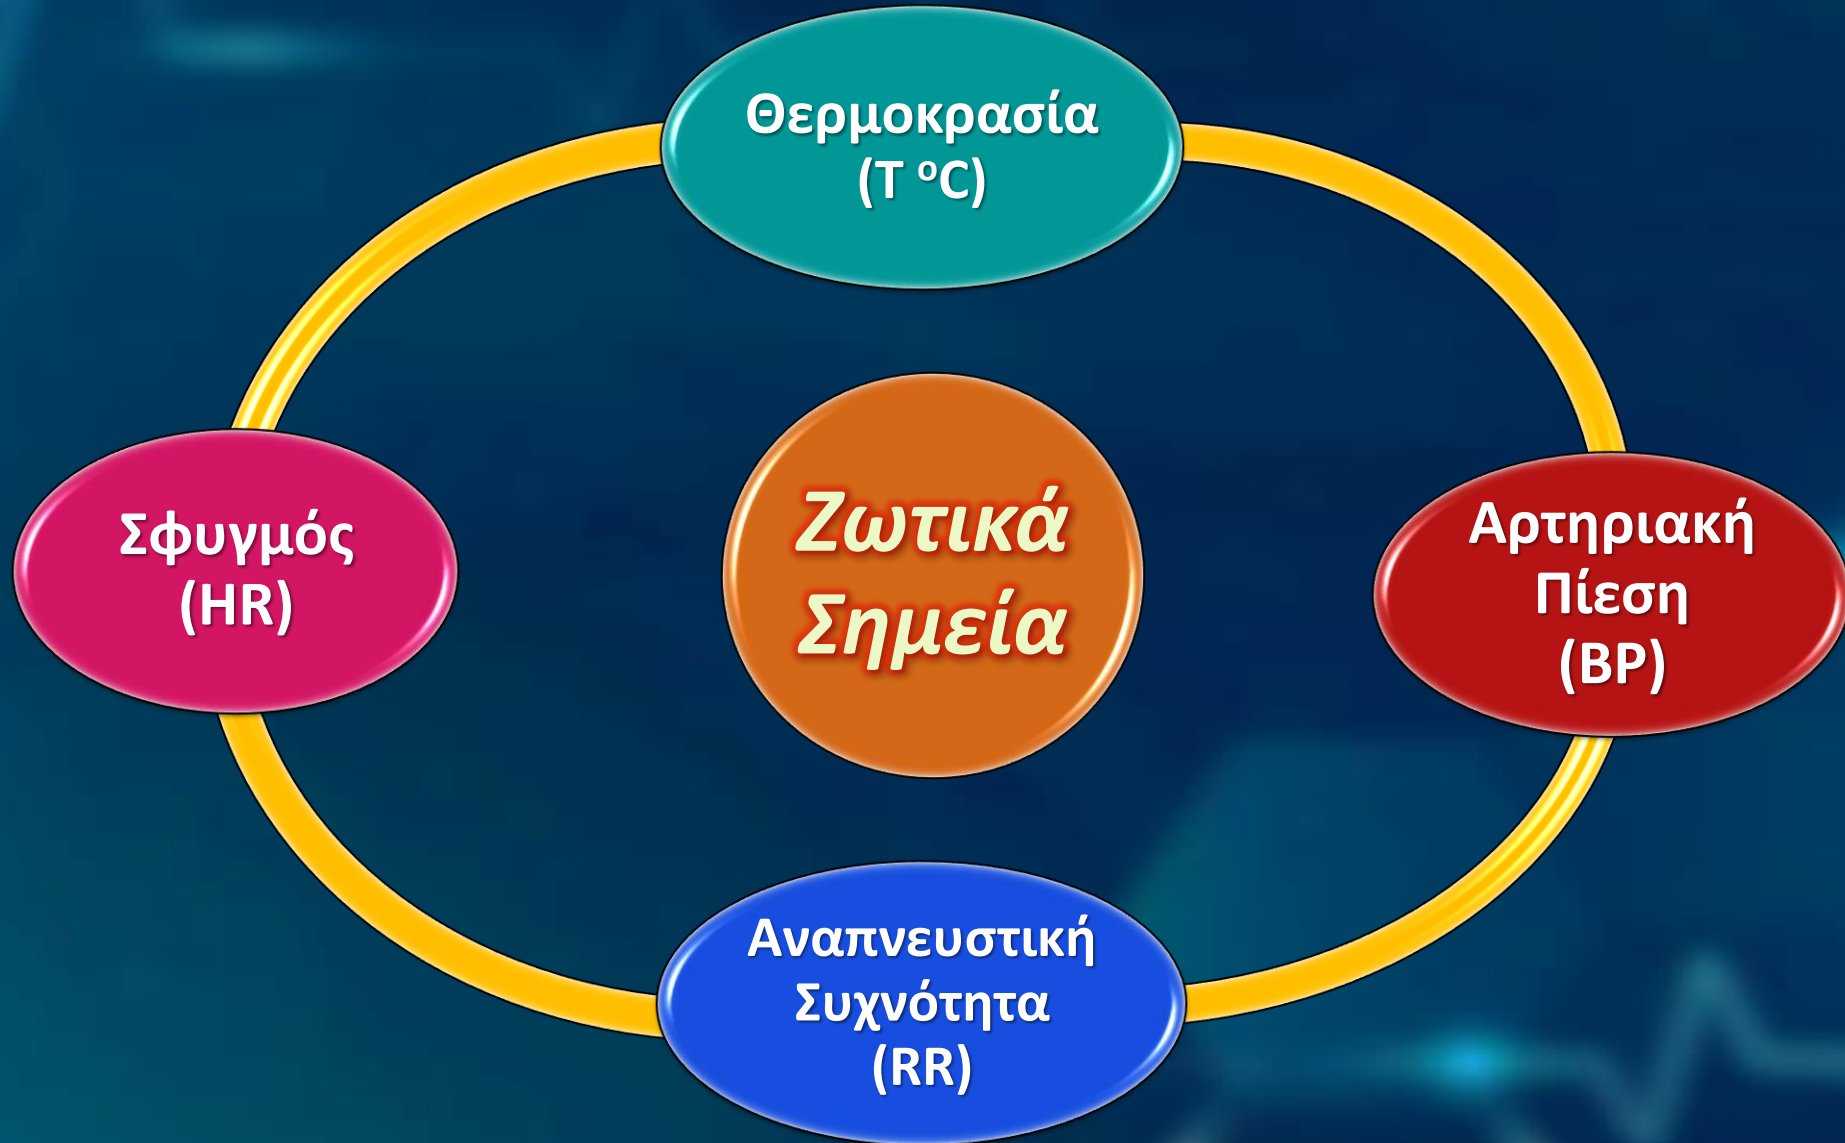 Θερμοκρασία
(T °C)
Σφυγμός
(HR)
Ζωτικά
Σημεία
Αρτηριακή
Πίεση
(BP)
Αναπνευστική
Συχνότητα
(RR)